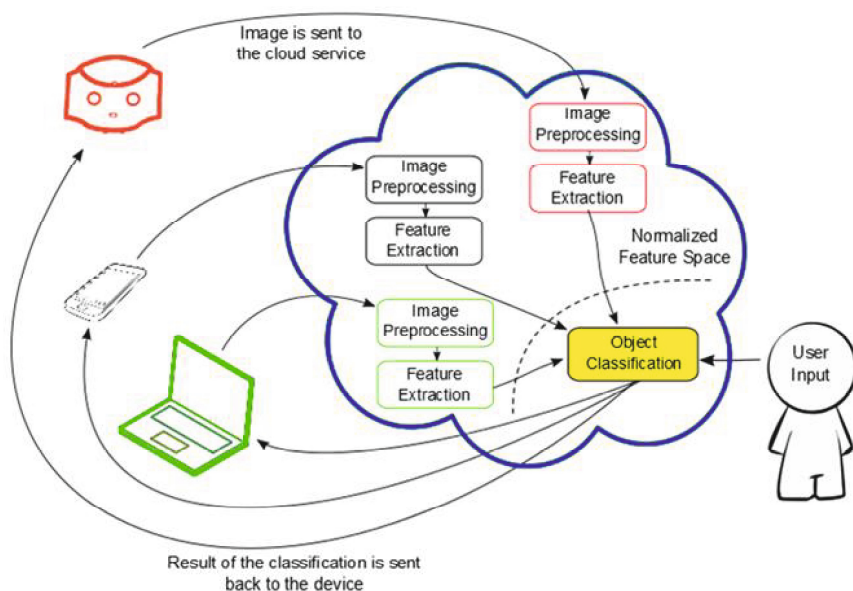 Image is sent to
the cloud service
Image
Preprocessing
Feature
Extraction
Image
Preprocessing
Feature
Extraction
Normalized
Feature Space
Image
Preprocessing
Feature
Extraction
Object
Classification
User
Input
Result of the classification is sent
back to the device